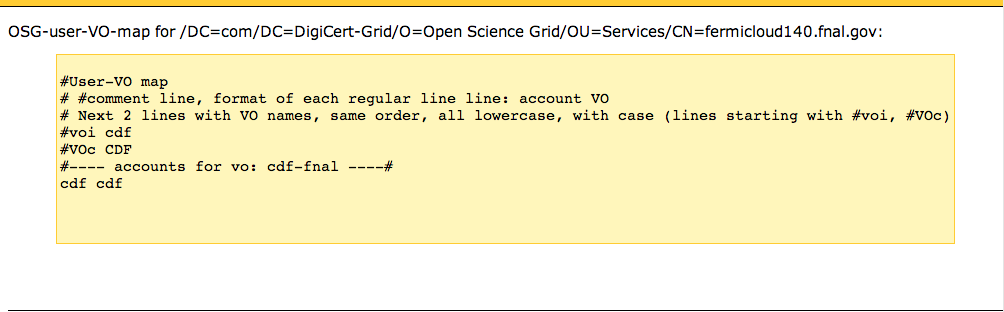 OSG-user-VO-map for /DC=com/DC=DigiCert-Grid/O=Open Science Grid/OU=Services/CN=fermicloud140.fnal.gov:
#User-VO map
# #comment line, format of each regular line line: account VO
# Next 2 lines with VO names, same order, all lowercase, with case (lines starting with #voi, #VOc)
#voi cdf
#VOc CDF
#---- accounts for vo: cdf-fnal ----#
cdf cdf